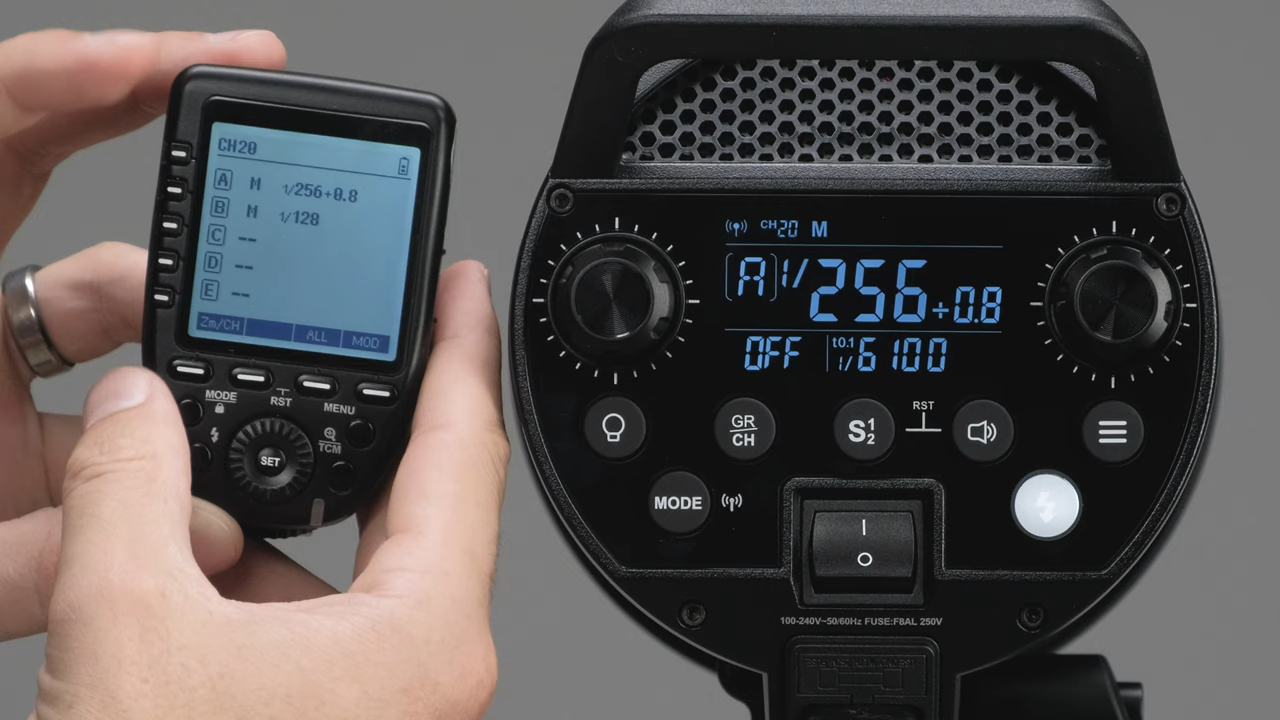 CH20
A M 1/256+0.8
B M 1/128
C --
D --
E --
Zm/CH ALL MOD
MODE RST MENU
TCM
SET
CH20 M
A 1/256+0.8
OFF t0.1 1/6100
GR/CH S1/2 RST
MODE
I
O
100-240V~50/60Hz FUSE:F8AL 250V